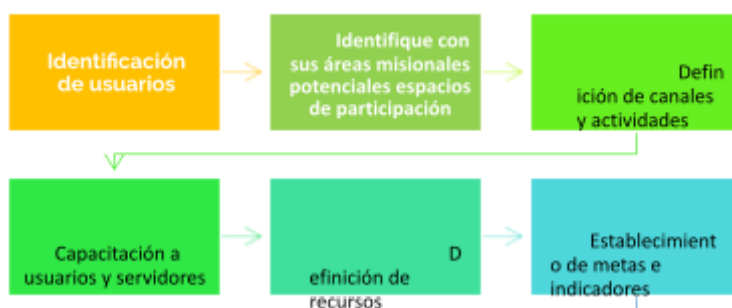 Identificación
de usuarios
Identifique con
sus áreas misionales
potenciales espacios
de participación
Defin
ición de canales
y actividades
Capacitación a
usuarios y servidores
D
efinición de
recursos
Establecimient
o de metas e
indicadores